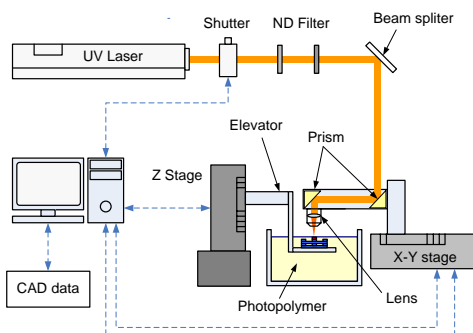 Shutter
ND Filter
Beam spliter
UV Laser
Elevator
Prism
Z Stage
X-Y stage
CAD data
Photopolymer
Lens